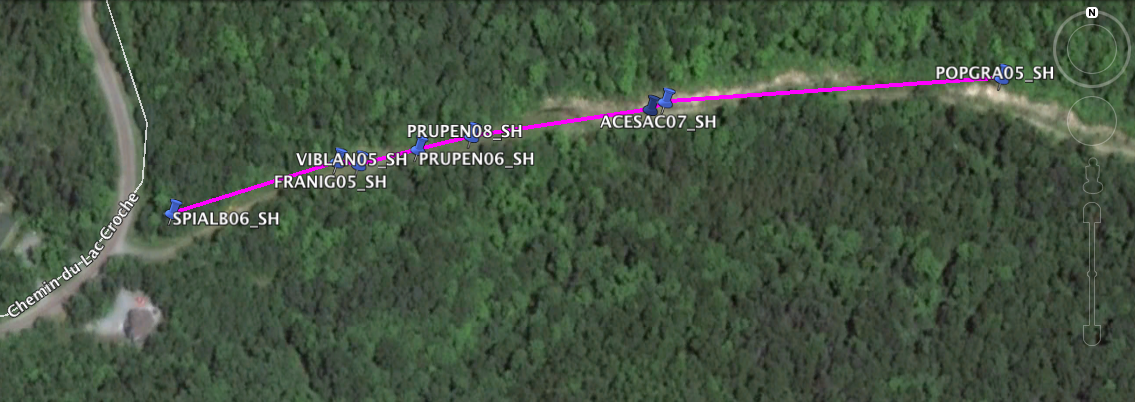 N
POPGRA05_SH
ACESAC07_SH
PRUPEN08_SH
VIBLAN05_SH
PRUPEN06_SH
FRANIG05_SH
SPIALB06_SH
Chemin-du-Lac-Croche